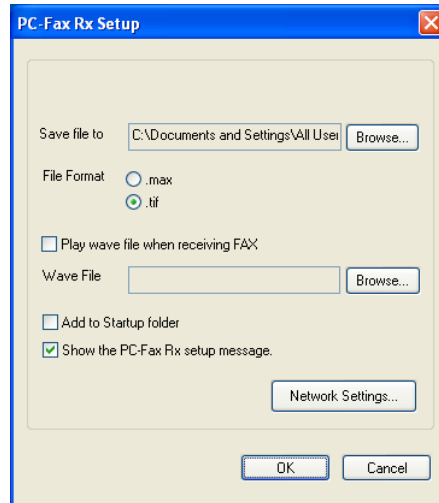 PC-Fax Rx Setup
Save file to C:\Documents and Settings\All User Browse...
File Format .max
.tif
Play wave file when receiving FAX
Wave File Browse...
Add to Startup folder
Show the PC-Fax Rx setup message.
Network Settings...
OK Cancel